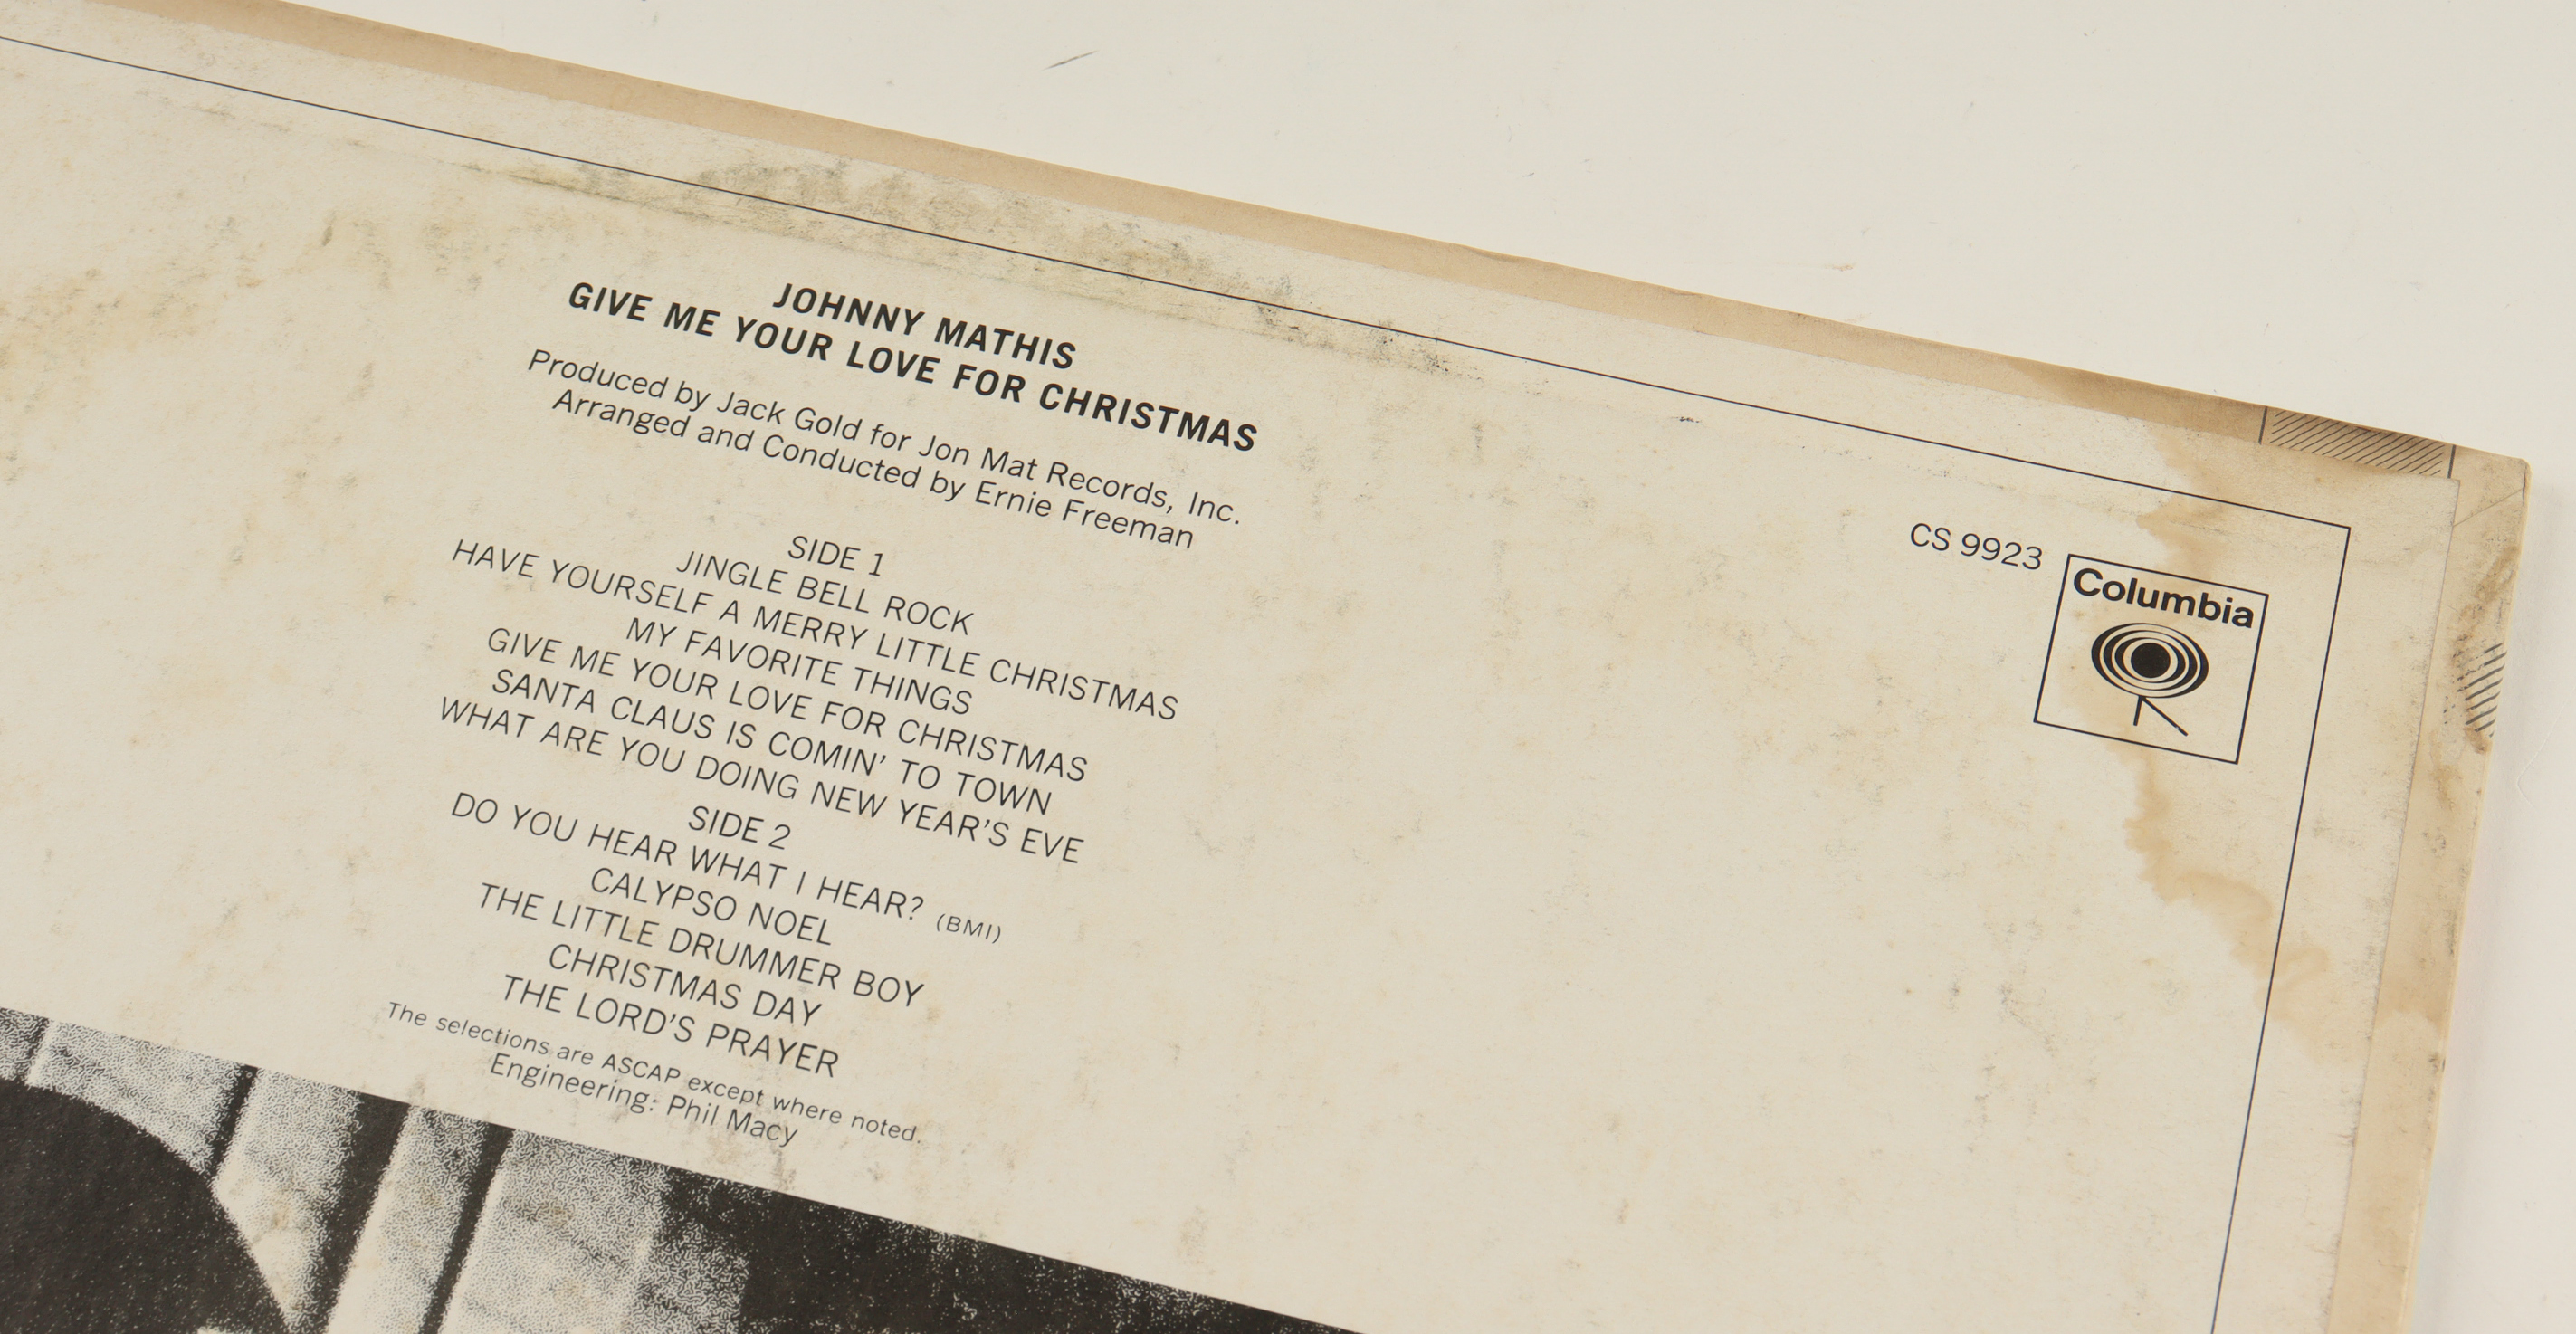 JOHNNY MATHIS
GIVE ME YOUR LOVE FOR CHRISTMAS
Produced by Jack Gold for Jon Mat Records, Inc.
Arranged and Conducted by Ernie Freeman
SIDE 1
JINGLE BELL ROCK
HAVE YOURSELF A MERRY LITTLE CHRISTMAS
MY FAVORITE THINGS
GIVE ME YOUR LOVE FOR CHRISTMAS
SANTA CLAUS IS COMIN' TO TOWN
WHAT ARE YOU DOING NEW YEAR'S EVE
SIDE 2
DO YOU HEAR WHAT I HEAR? (BMI)
CALYPSO NOEL
THE LITTLE DRUMMER BOY
CHRISTMAS DAY
THE LORD'S PRAYER
The selections are ASCAP except where noted.
Engineering: Phil Macy
CS 9923
Columbia